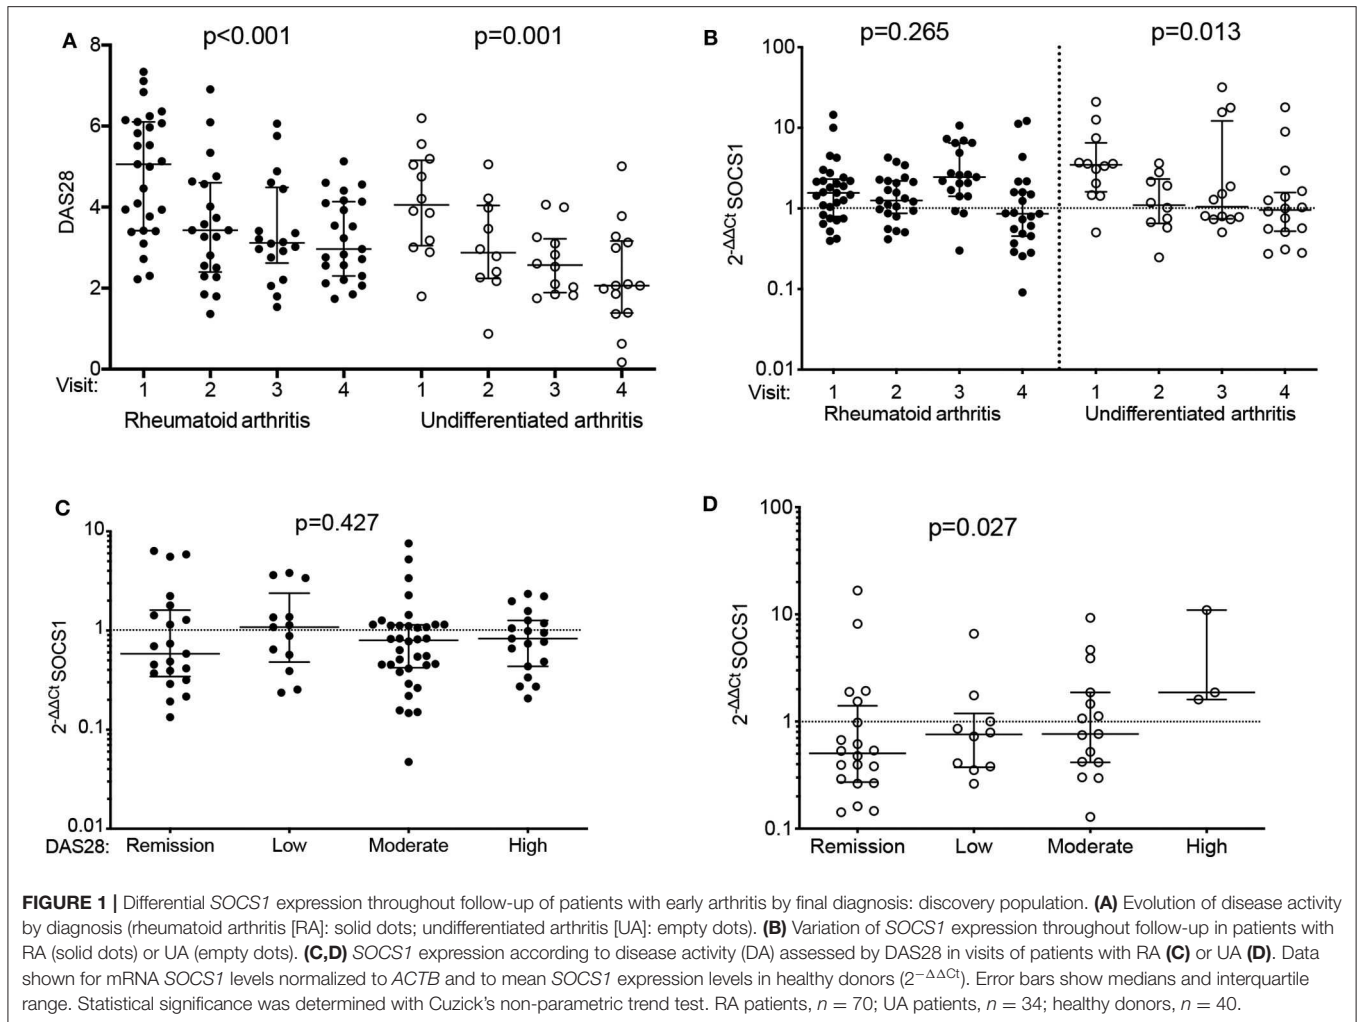 A
p<0.001
p=0.001
8
6
4
2
0
DAS28
Visit: 1 2 3 4 1 2 3 4
Rheumatoid arthritis Undifferentiated arthritis
B
p=0.265
p=0.013
100
10
1
0.1
0.01
2-ΔΔCt SOCS1
Visit: 1 2 3 4 1 2 3 4
Rheumatoid arthritis Undifferentiated arthritis
C
p=0.427
10
1
0.1
0.01
2-ΔΔCt SOCS1
DAS28: Remission Low Moderate High
D
p=0.027
100
10
1
0.1
2-ΔΔCt SOCS1
Remission Low Moderate High
FIGURE 1 | Differential SOCS1 expression throughout follow-up of patients with early arthritis by final diagnosis: discovery population. (A) Evolution of disease activity
by diagnosis (rheumatoid arthritis [RA]: solid dots; undifferentiated arthritis [UA]: empty dots). (B) Variation of SOCS1 expression throughout follow-up in patients with
RA (solid dots) or UA (empty dots). (C,D) SOCS1 expression according to disease activity (DA) assessed by DAS28 in visits of patients with RA (C) or UA (D). Data
shown for mRNA SOCS1 levels normalized to ACTB and to mean SOCS1 expression levels in healthy donors (2−ΔΔCt). Error bars show medians and interquartile
range. Statistical significance was determined with Cuzick's non-parametric trend test. RA patients, n = 70; UA patients, n = 34; healthy donors, n = 40.